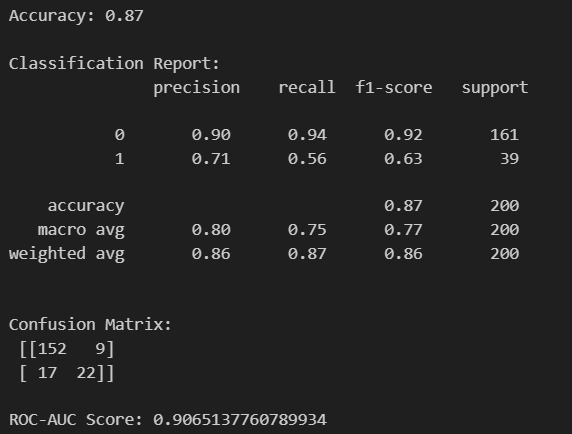 Accuracy: 0.87
Classification Report:
precision recall f1-score support
0 0.90 0.94 0.92 161
1 0.71 0.56 0.63 39
accuracy 0.87 200
macro avg 0.80 0.75 0.77 200
weighted avg 0.86 0.87 0.86 200
Confusion Matrix:
[[152 9]
[ 17 22]]
ROC-AUC Score: 0.9065137760789934